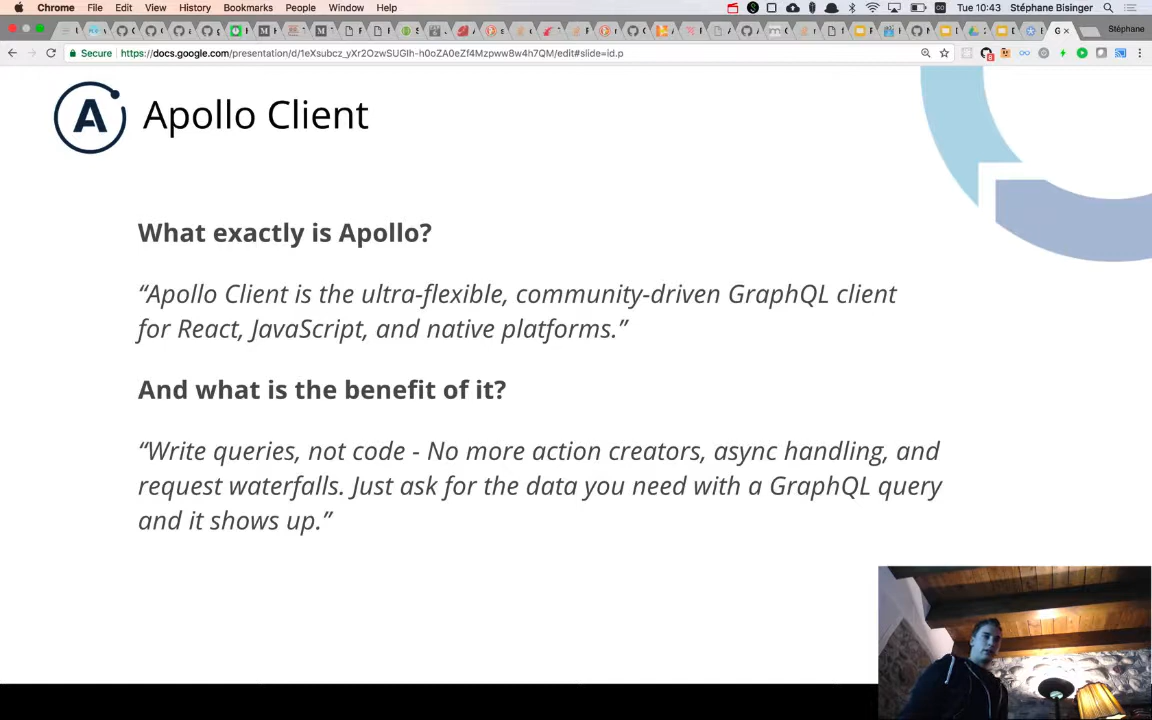 Chrome File Edit View History Bookmarks People Window Help Tue 10:43 Stéphane Bisinger
Stéphane
Secure https://docs.google.com/presentation/d/1eXsubcz_yXr2OzwSUGIh-h0oZA0eZf4Mzpww8w4h7QM/edit#slide=id.p
A Apollo Client
What exactly is Apollo?
“Apollo Client is the ultra-flexible, community-driven GraphQL client
for React, JavaScript, and native platforms.”
And what is the benefit of it?
“Write queries, not code - No more action creators, async handling, and
request waterfalls. Just ask for the data you need with a GraphQL query
and it shows up.”